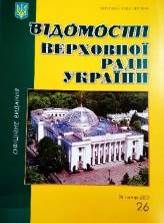 ВІДОМОСТІ
ВЕРХОВНОЇ
РАДИ
УКРАЇНИ
ОФІЦІЙНЕ ВИДАННЯ
26